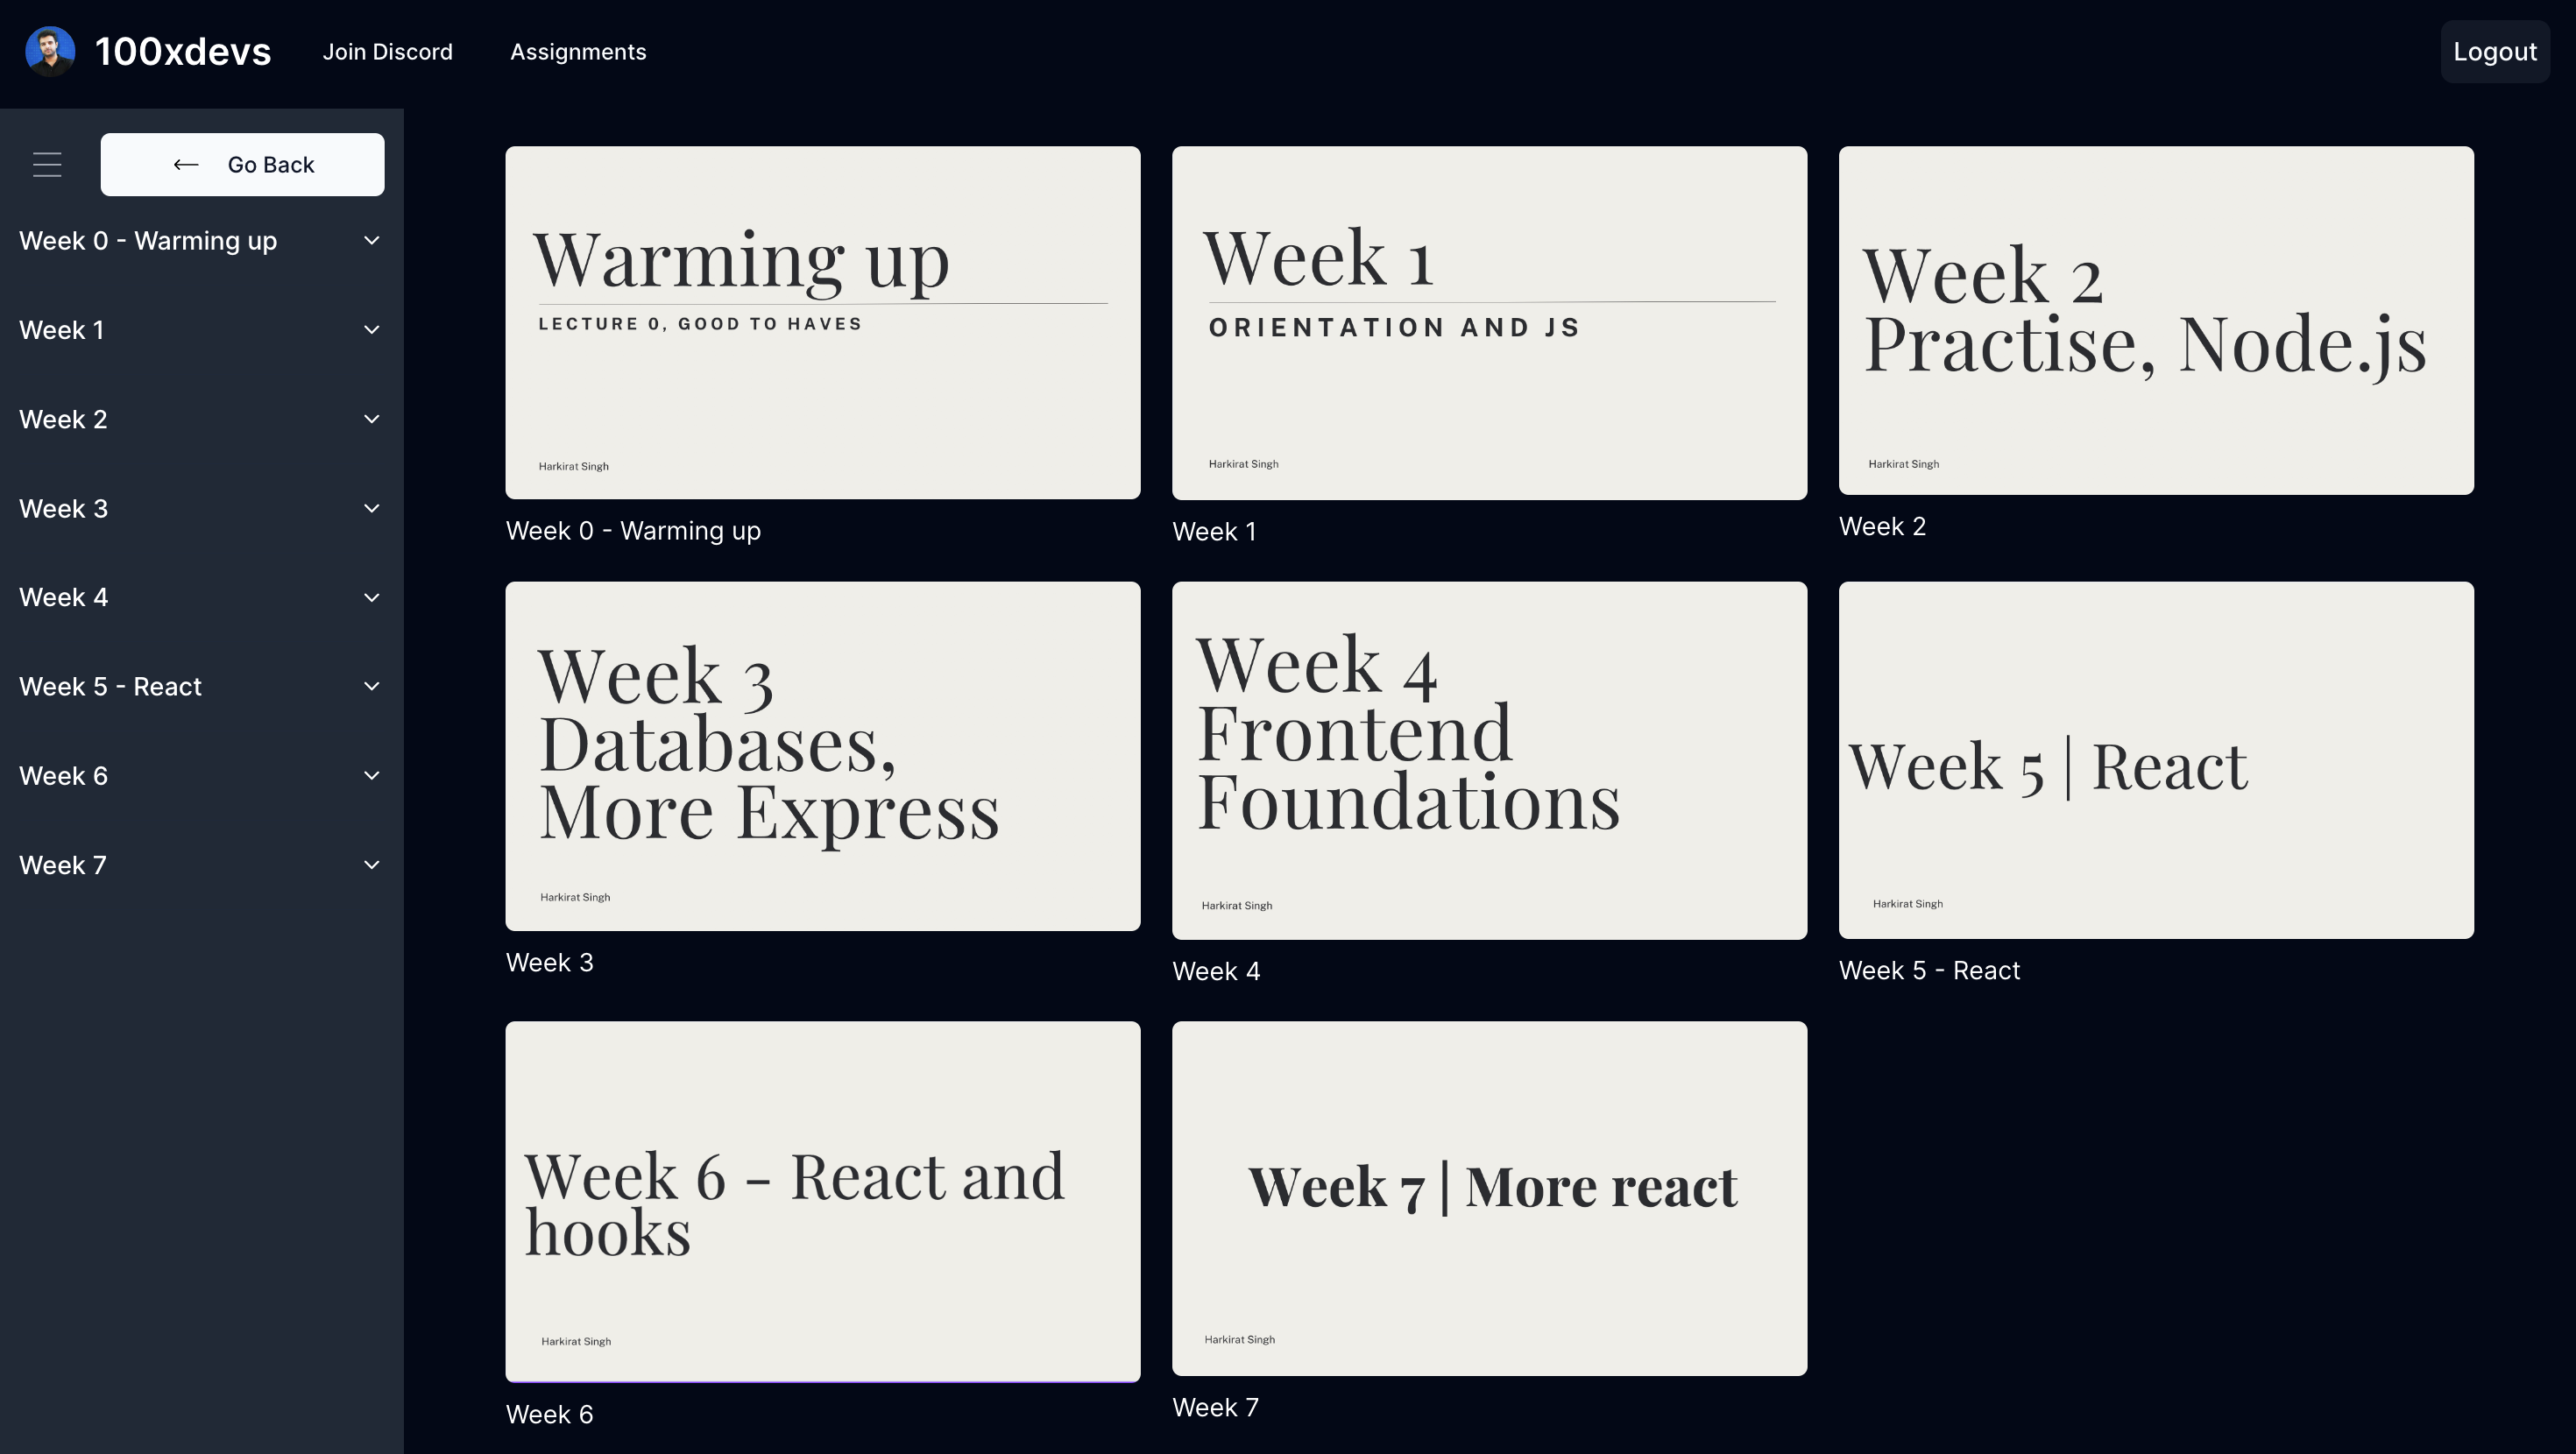 100xdevs
Join Discord
Assignments
Logout
Go Back
Week 0 - Warming up
Week 1
Week 2
Week 3
Week 4
Week 5 - React
Week 6
Week 7
Warming up
LECTURE 0, GOOD TO HAVES
Harkirat Singh
Week 0 - Warming up
Week 1
ORIENTATION AND JS
Harkirat Singh
Week 1
Week 2
Practise, Node.js
Harkirat Singh
Week 2
Week 3
Databases,
More Express
Harkirat Singh
Week 3
Week 4
Frontend
Foundations
Harkirat Singh
Week 4
Week 5 | React
Harkirat Singh
Week 5 - React
Week 6 - React and
hooks
Harkirat Singh
Week 6
Week 7 | More react
Harkirat Singh
Week 7